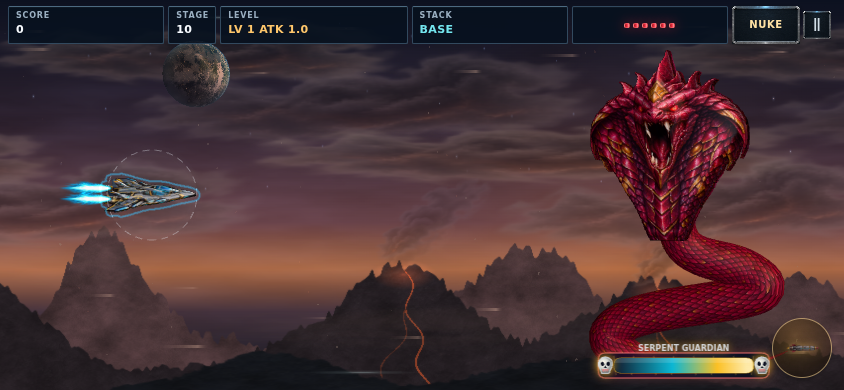 SCORE
0
STAGE
10
LEVEL
LV 1 ATK 1.0
STACK
BASE
NUKE
SERPENT GUARDIAN